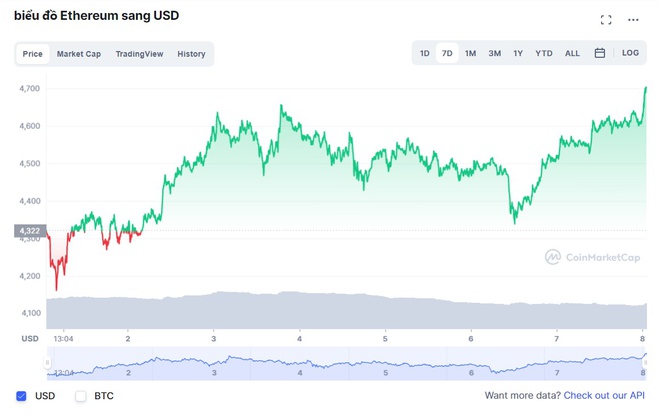 biểu đồ Ethereum sang USD
Price Market Cap TradingView History
1D 7D 1M 3M 1Y YTD ALL LOG
4,700
4,600
4,500
4,400
4,322
4,300
4,200
4,100
CoinMarketCap
USD 13:04 2 3 4 5 6 7 8
13:04 2 3 4 5 6 7 8
USD BTC
Want more data? Check out our API